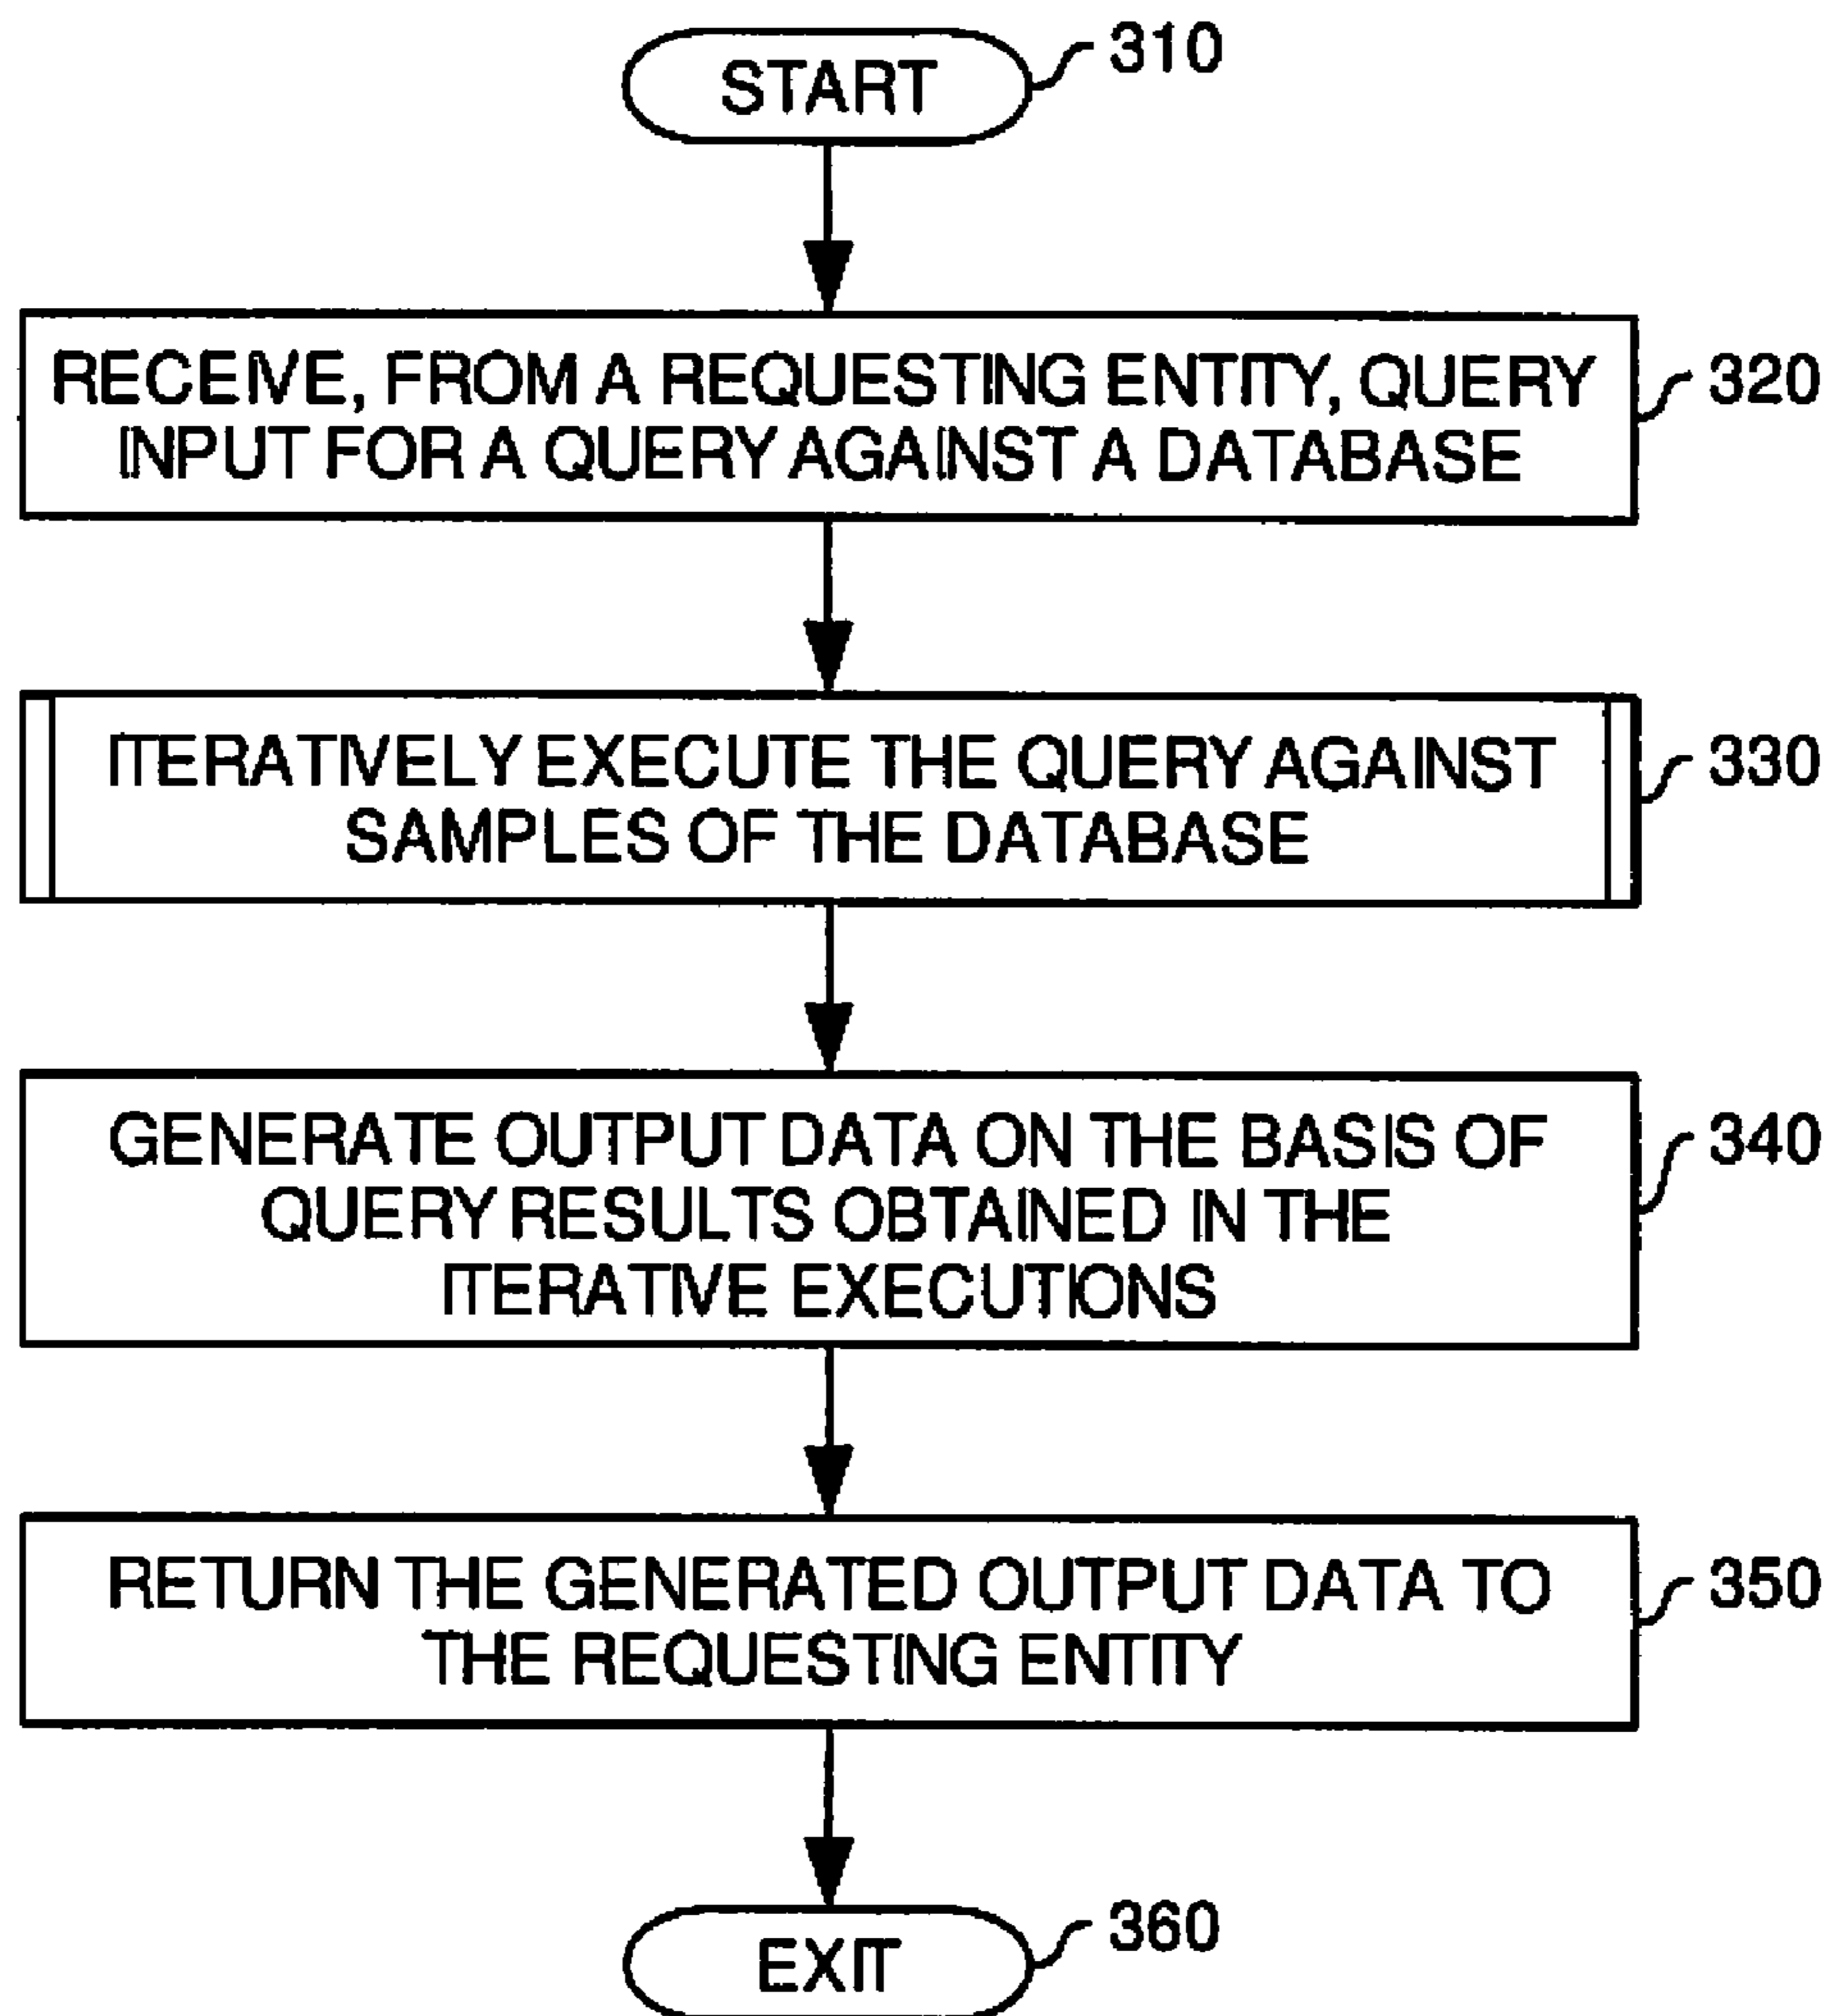 START
310
RECEIVE, FROM A REQUESTING ENTITY, QUERY
INPUT FOR A QUERY AGAINST A DATABASE
320
ITERATIVELY EXECUTE THE QUERY AGAINST
SAMPLES OF THE DATABASE
330
GENERATE OUTPUT DATA ON THE BASIS OF
QUERY RESULTS OBTAINED IN THE
ITERATIVE EXECUTIONS
340
RETURN THE GENERATED OUTPUT DATA TO
THE REQUESTING ENTITY
350
EXIT
360